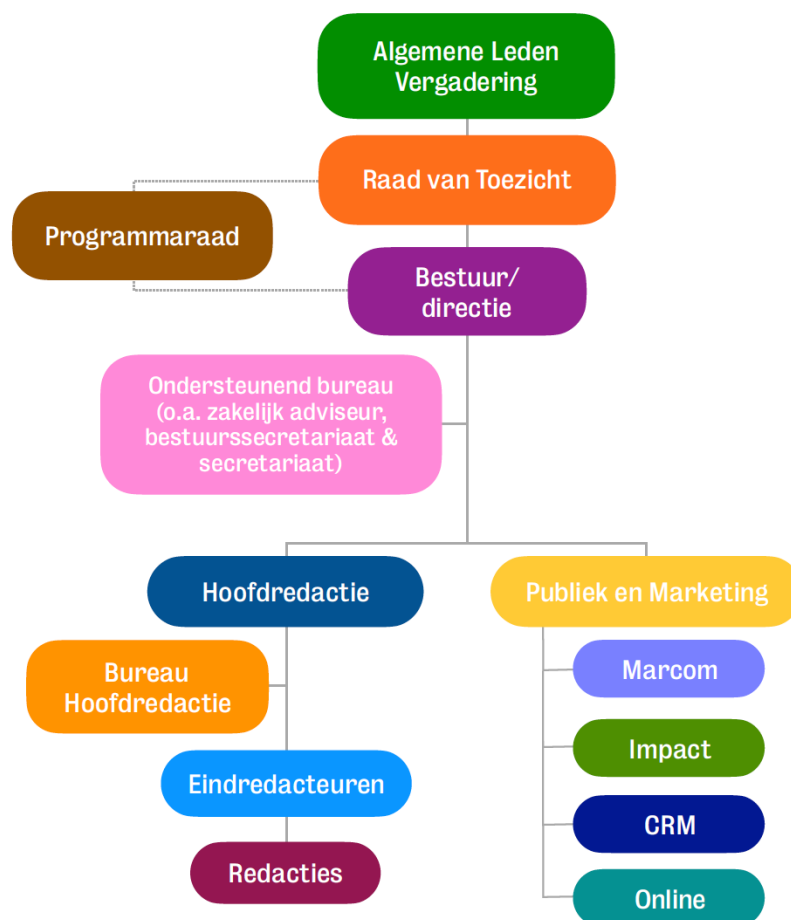 Algemene Leden
Vergadering
Raad van Toezicht
Programmaraad
Bestuur/
directie
Ondersteunend bureau
(o.a. zakelijk adviseur,
bestuurssecretariaat &
secretariaat)
Hoofdredactie
Publiek en Marketing
Bureau
Hoofdredactie
Marcom
Impact
Eindredacteuren
CRM
Redacties
Online